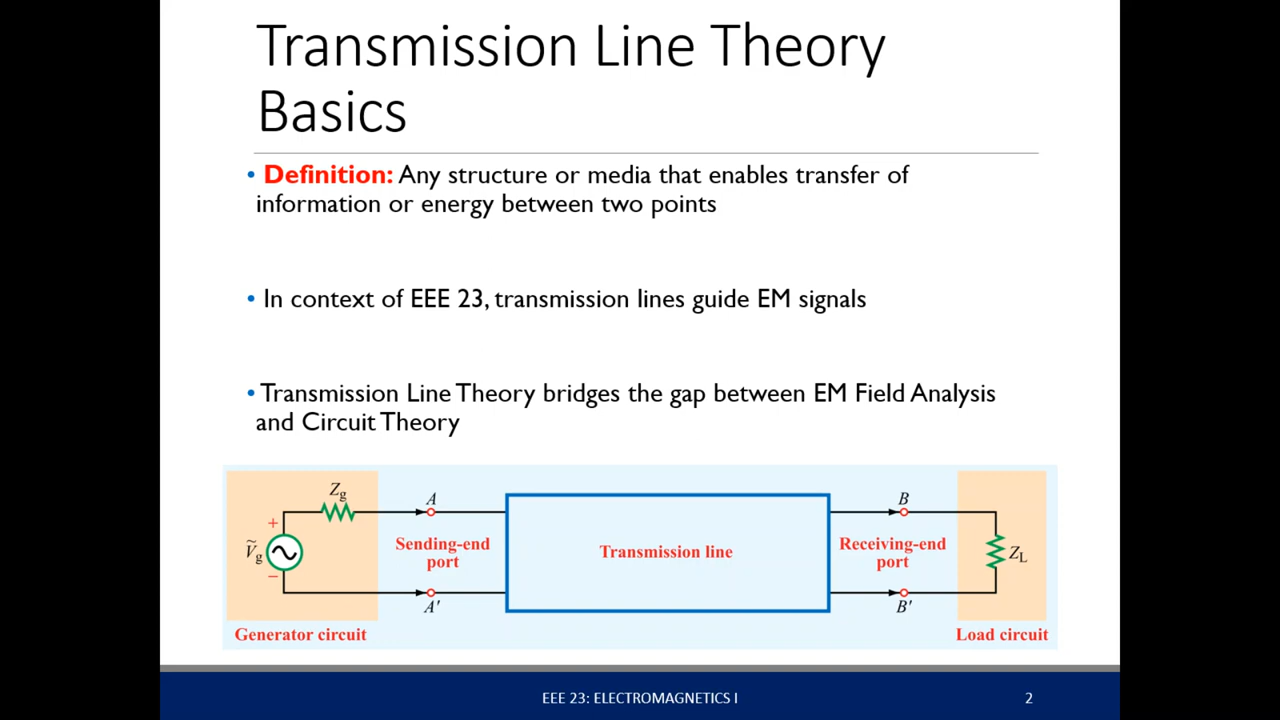 Transmission Line Theory
Basics
• Definition: Any structure or media that enables transfer of
information or energy between two points
• In context of EEE 23, transmission lines guide EM signals
• Transmission Line Theory bridges the gap between EM Field Analysis
and Circuit Theory
Zg
A
B
+
Ṽg
−
Sending-end
port
Transmission line
Receiving-end
port
ZL
A'
B'
Generator circuit
Load circuit
EEE 23: ELECTROMAGNETICS I
2